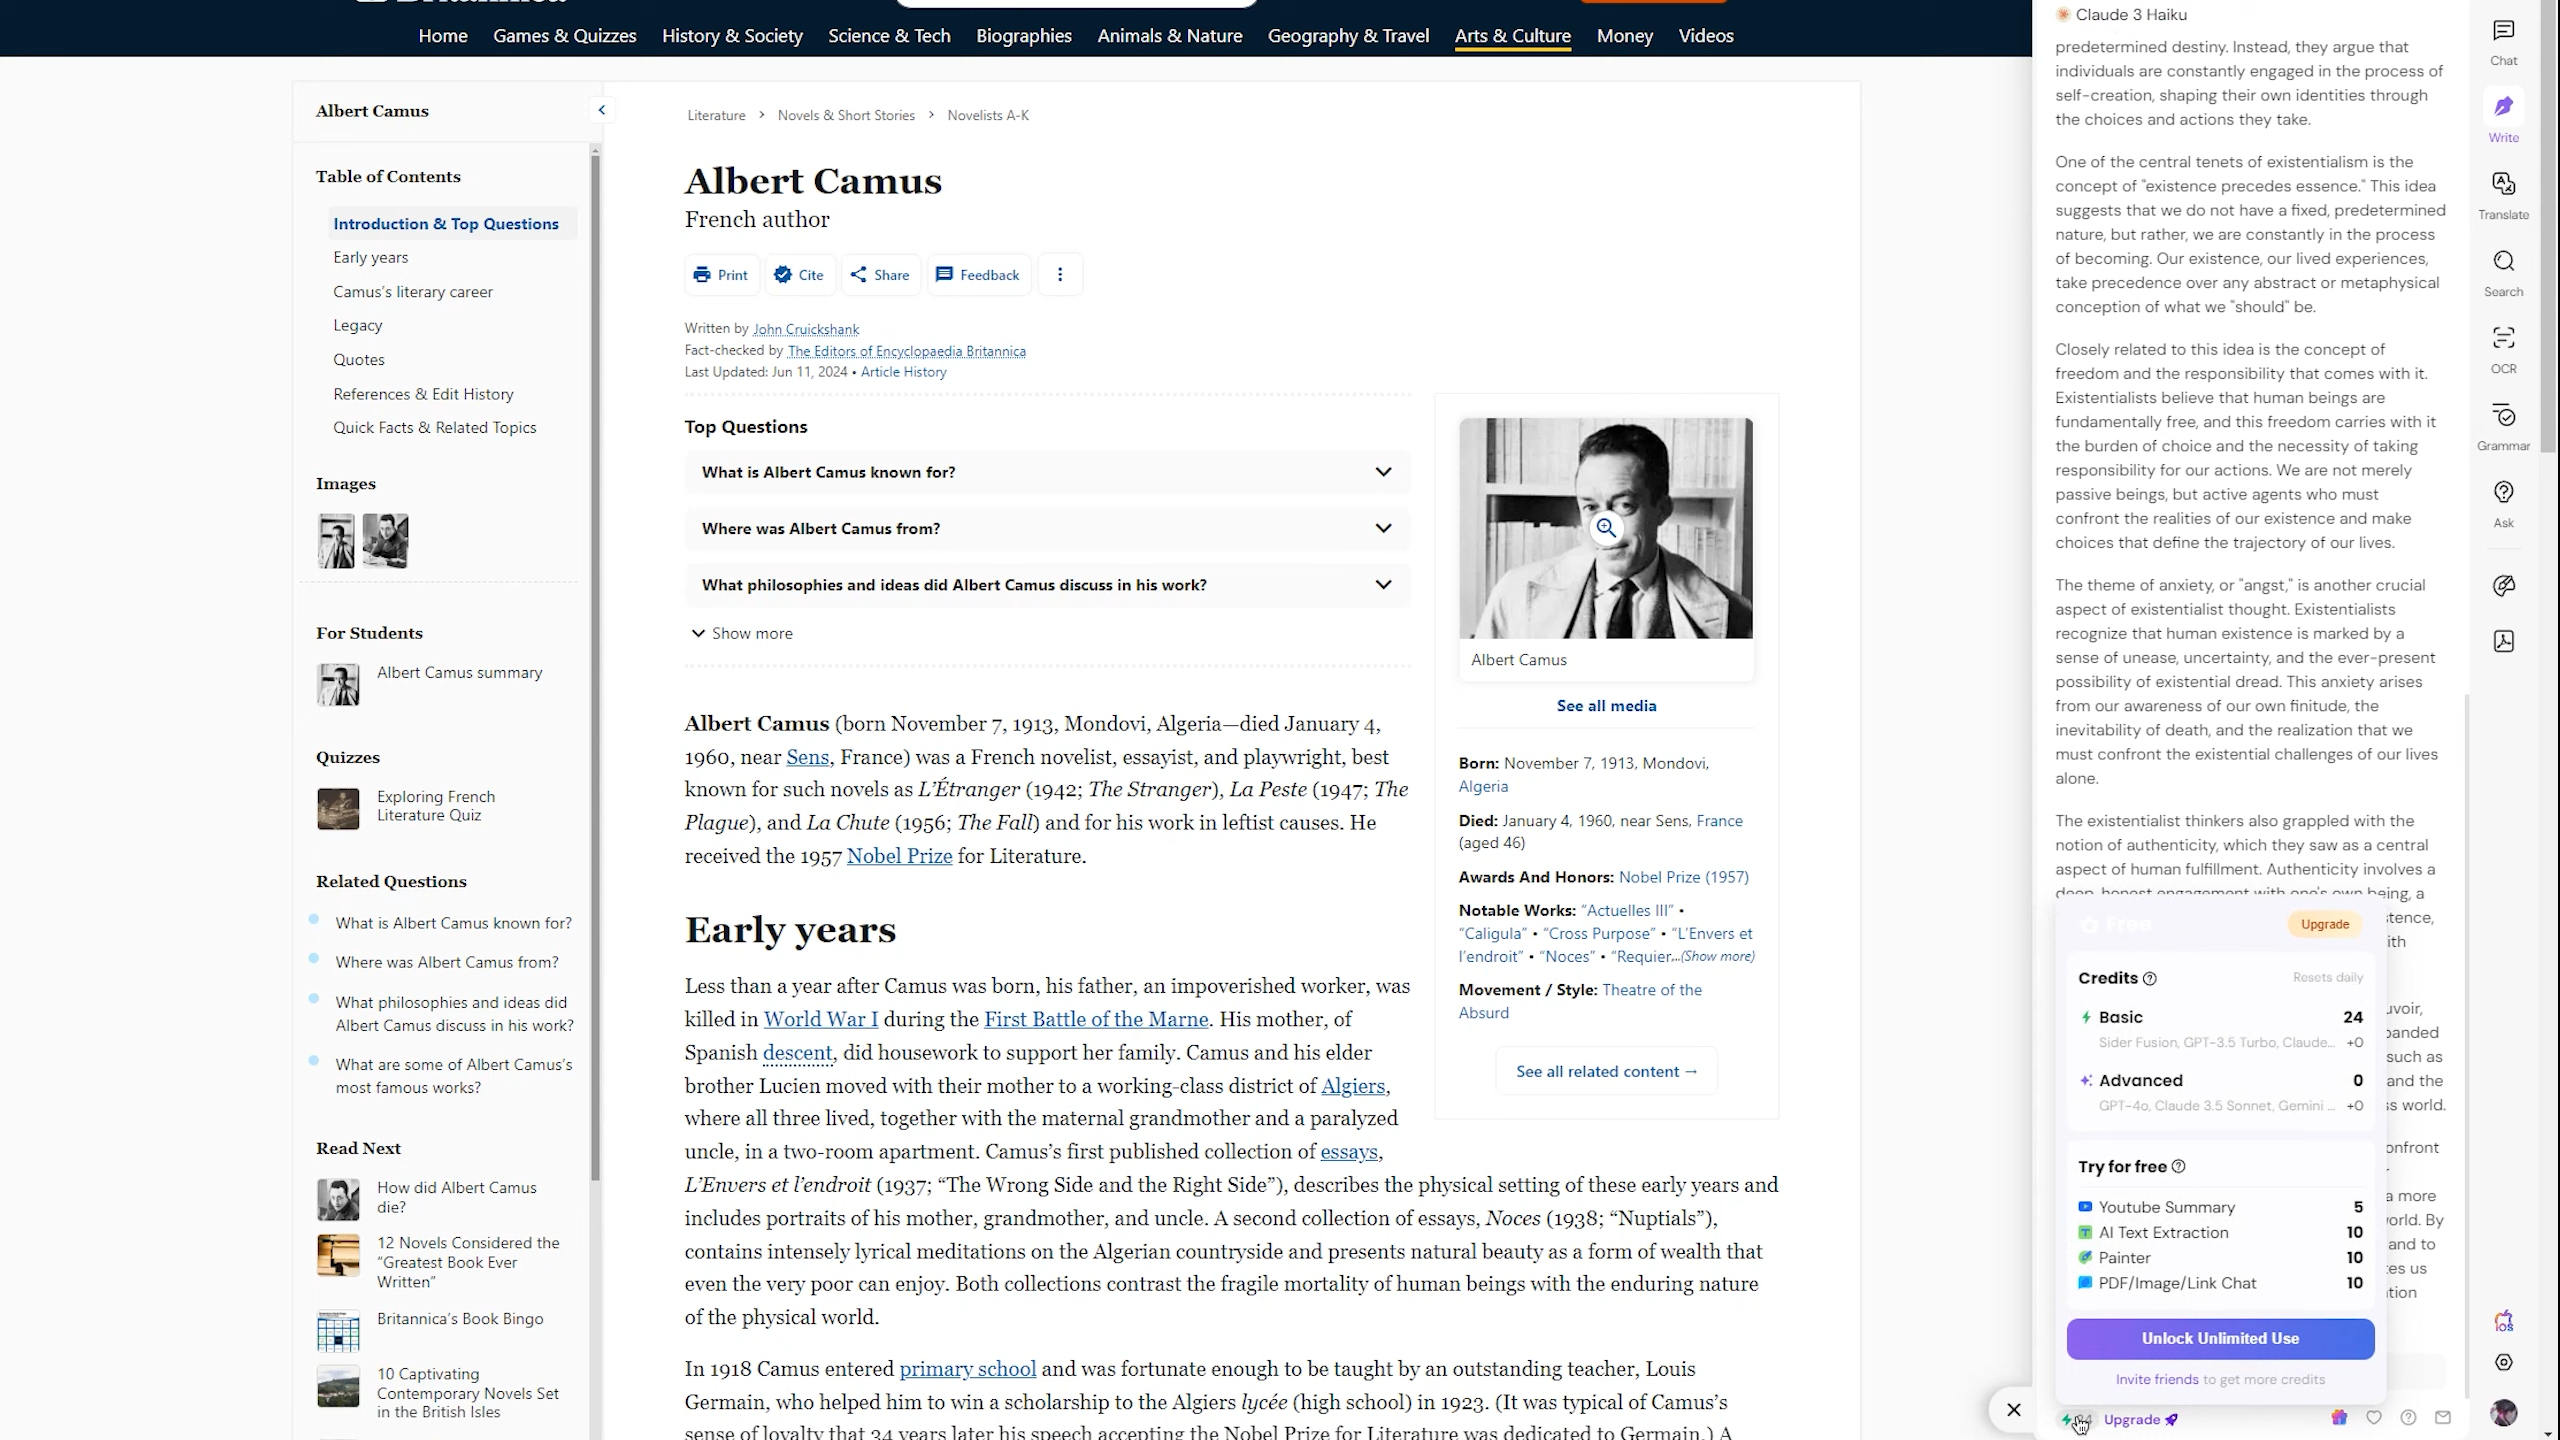 Home Games & Quizzes History & Society Science & Tech Biographies Animals & Nature Geography & Travel Arts & Culture Money Videos
Albert Camus
Table of Contents
Introduction & Top Questions
Early years
Camus's literary career
Legacy
Quotes
References & Edit History
Quick Facts & Related Topics
Images
For Students
Albert Camus summary
Quizzes
Exploring French
Literature Quiz
Related Questions
What is Albert Camus known for?
Where was Albert Camus from?
What philosophies and ideas did
Albert Camus discuss in his work?
What are some of Albert Camus's
most famous works?
Read Next
How did Albert Camus
die?
12 Novels Considered the
"Greatest Book Ever
Written"
Britannica's Book Bingo
10 Captivating
Contemporary Novels Set
in the British Isles
Literature > Novels & Short Stories > Novelists A-K
Albert Camus
French author
Print Cite Share Feedback
Written by John Cruickshank
Fact-checked by The Editors of Encyclopaedia Britannica
Last Updated: Jun 11, 2024 • Article History
Top Questions
What is Albert Camus known for?
Where was Albert Camus from?
What philosophies and ideas did Albert Camus discuss in his work?
Show more
Albert Camus (born November 7, 1913, Mondovi, Algeria—died January 4,
1960, near Sens, France) was a French novelist, essayist, and playwright, best
known for such novels as L'Étranger (1942; The Stranger), La Peste (1947; The
Plague), and La Chute (1956; The Fall) and for his work in leftist causes. He
received the 1957 Nobel Prize for Literature.
Early years
Less than a year after Camus was born, his father, an impoverished worker, was
killed in World War I during the First Battle of the Marne. His mother, of
Spanish descent, did housework to support her family. Camus and his elder
brother Lucien moved with their mother to a working-class district of Algiers,
where all three lived, together with the maternal grandmother and a paralyzed
uncle, in a two-room apartment. Camus's first published collection of essays,
L'Envers et l'endroit (1937; "The Wrong Side and the Right Side"), describes the physical setting of these early years and
includes portraits of his mother, grandmother, and uncle. A second collection of essays, Noces (1938; "Nuptials"),
contains intensely lyrical meditations on the Algerian countryside and presents natural beauty as a form of wealth that
even the very poor can enjoy. Both collections contrast the fragile mortality of human beings with the enduring nature
of the physical world.
In 1918 Camus entered primary school and was fortunate enough to be taught by an outstanding teacher, Louis
Germain, who helped him to win a scholarship to the Algiers lycée (high school) in 1923. (It was typical of Camus's
sense of loyalty that 34 years later his speech accepting the Nobel Prize for Literature was dedicated to Germain.) A
Albert Camus
See all media
Born: November 7, 1913, Mondovi,
Algeria
Died: January 4, 1960, near Sens, France
(aged 46)
Awards And Honors: Nobel Prize (1957)
Notable Works: "Actuelles III" •
"Caligula" • "Cross Purpose" • "L'Envers et
l'endroit" • "Noces" • "Requier...(Show more)
Movement / Style: Theatre of the
Absurd
See all related content →
Claude 3 Haiku
predetermined destiny. Instead, they argue that
individuals are constantly engaged in the process of
self-creation, shaping their own identities through
the choices and actions they take.
One of the central tenets of existentialism is the
concept of "existence precedes essence." This idea
suggests that we do not have a fixed, predetermined
nature, but rather, we are constantly in the process
of becoming. Our existence, our lived experiences,
take precedence over any abstract or metaphysical
conception of what we "should" be.
Closely related to this idea is the concept of
freedom and the responsibility that comes with it.
Existentialists believe that human beings are
fundamentally free, and this freedom carries with it
the burden of choice and the necessity of taking
responsibility for our actions. We are not merely
passive beings, but active agents who must
confront the realities of our existence and make
choices that define the trajectory of our lives.
The theme of anxiety, or "angst," is another crucial
aspect of existentialist thought. Existentialists
recognize that human existence is marked by a
sense of unease, uncertainty, and the ever-present
possibility of existential dread. This anxiety arises
from our awareness of our own finitude, the
inevitability of death, and the realization that we
must confront the existential challenges of our lives
alone.
The existentialist thinkers also grappled with the
notion of authenticity, which they saw as a central
aspect of human fulfillment. Authenticity involves a
deep, honest engagement with one's own being, a
Free Upgrade
Credits Resets daily
Basic 24
Sider Fusion, GPT-3.5 Turbo, Claude... +0
Advanced 0
GPT-4o, Claude 3.5 Sonnet, Gemini ... +0
Try for free
Youtube Summary 5
AI Text Extraction 10
Painter 10
PDF/Image/Link Chat 10
Unlock Unlimited Use
Invite friends to get more credits
and the
world.
a more
By
and to
us
Upgrade
Chat
Write
Translate
Search
OCR
Grammar
Ask
iOS